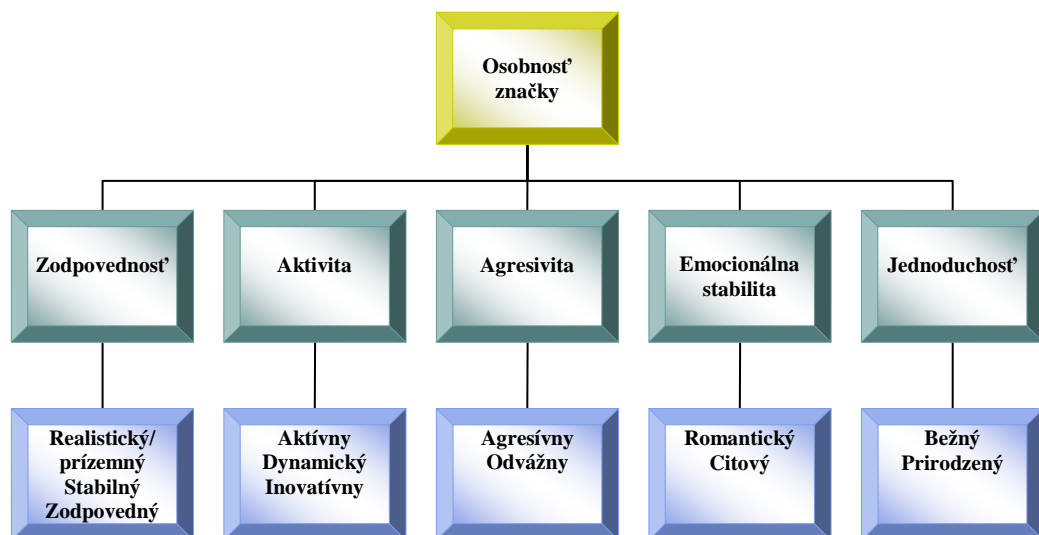 Osobnosť
značky
Zodpovednosť
Aktivita
Agresivita
Emocionálna
stabilita
Jednoduchosť
Realistický/
prízemný
Stabilný
Zodpovedný
Aktívny
Dynamický
Inovatívny
Agresívny
Odvážny
Romantický
Citový
Bežný
Prirodzený